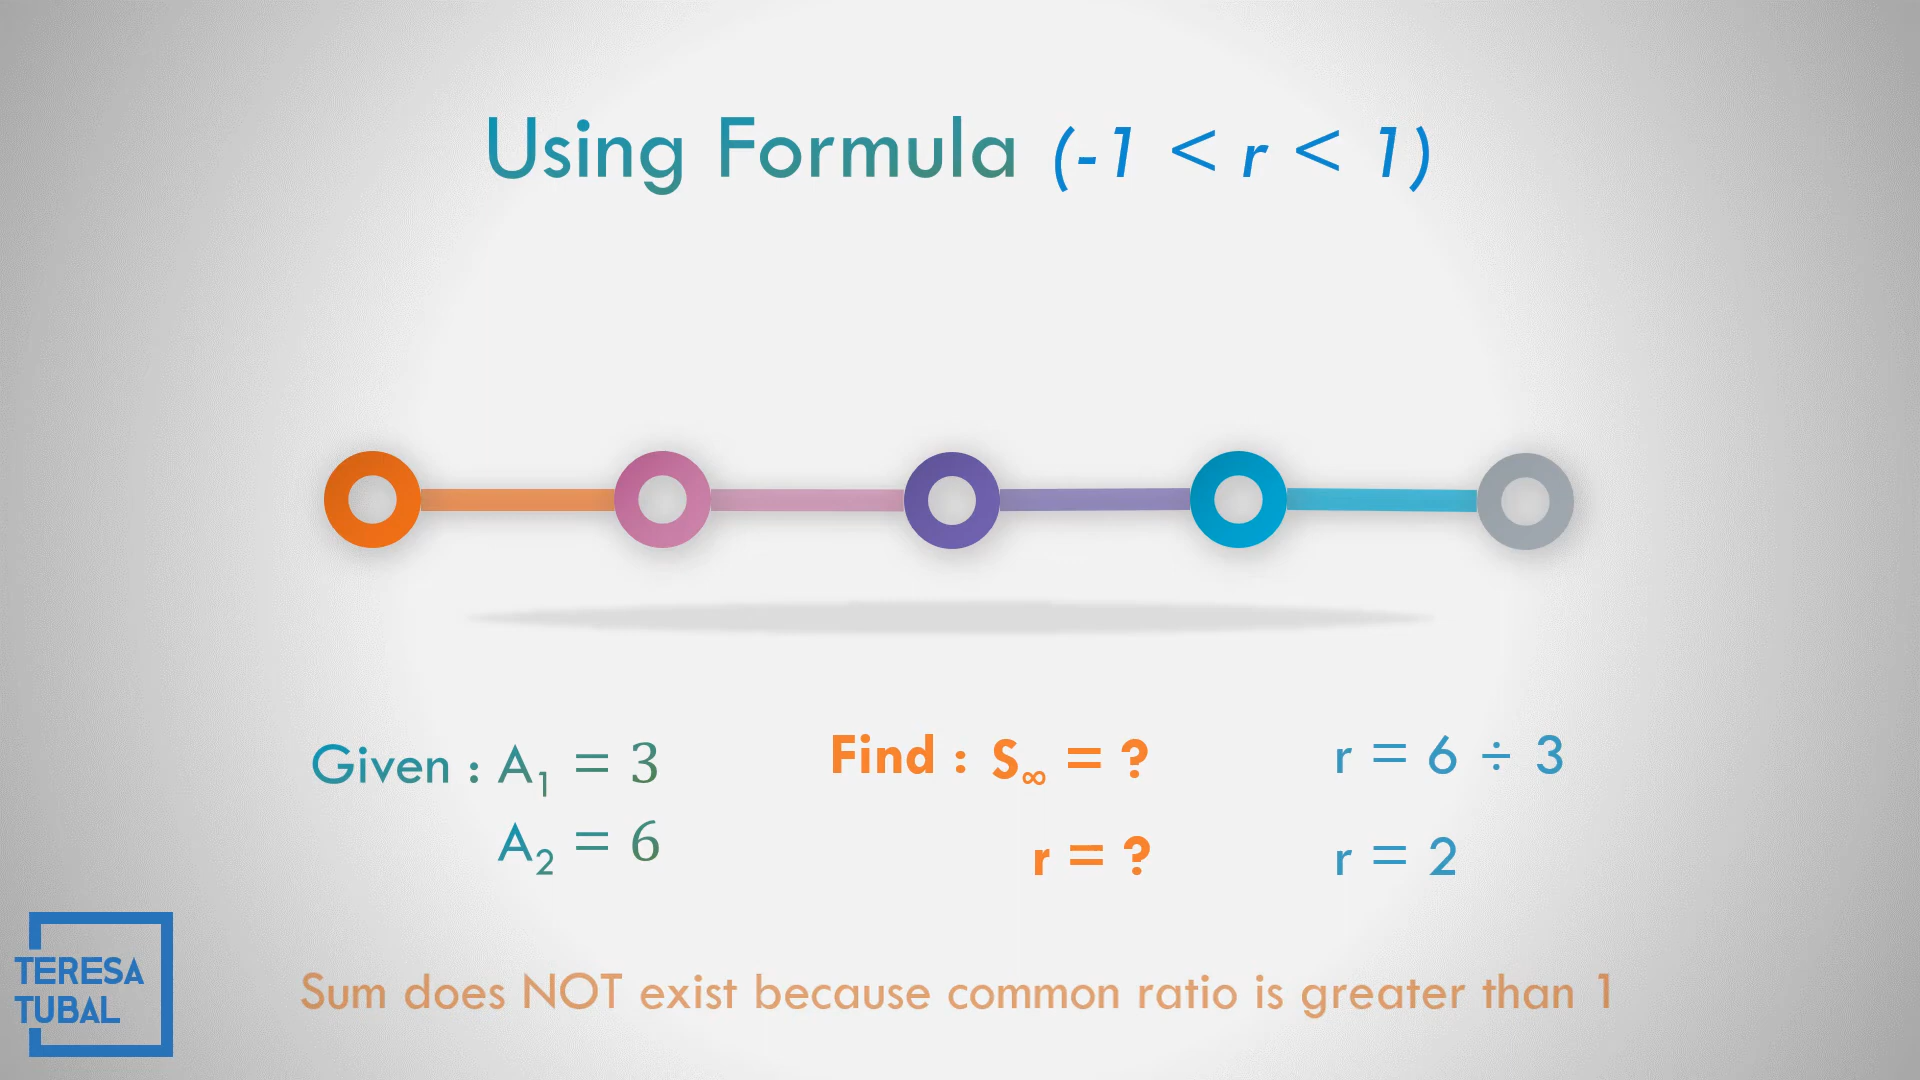 Using Formula (-1 < r < 1)
Given : A₁ = 3
A₂ = 6
Find : S∞ = ?
r = ?
r = 6 ÷ 3
r = 2
Sum does NOT exist because common ratio is greater than 1
TERESA
TUBAL